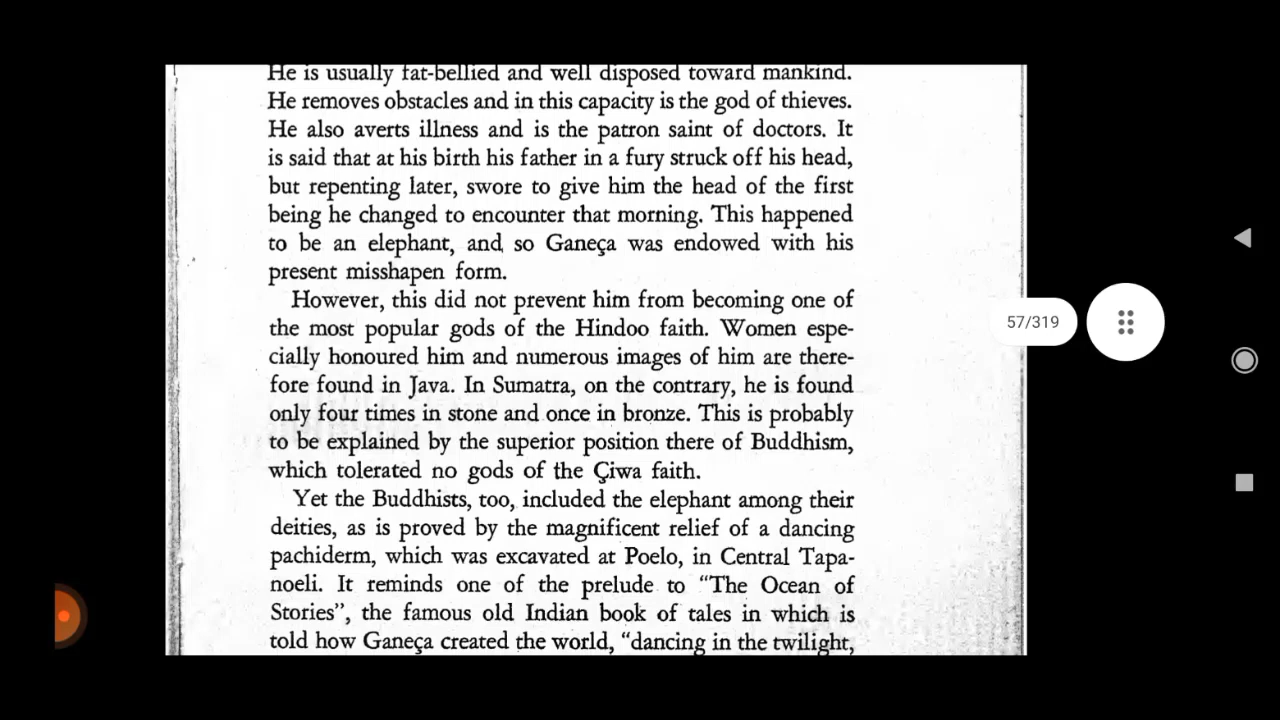 He is usually fat-bellied and well disposed toward mankind.
He removes obstacles and in this capacity is the god of thieves.
He also averts illness and is the patron saint of doctors. It
is said that at his birth his father in a fury struck off his head,
but repenting later, swore to give him the head of the first
being he changed to encounter that morning. This happened
to be an elephant, and so Ganeça was endowed with his
present misshapen form.
However, this did not prevent him from becoming one of
the most popular gods of the Hindoo faith. Women espe-
cially honoured him and numerous images of him are there-
fore found in Java. In Sumatra, on the contrary, he is found
only four times in stone and once in bronze. This is probably
to be explained by the superior position there of Buddhism,
which tolerated no gods of the Çiwa faith.
Yet the Buddhists, too, included the elephant among their
deities, as is proved by the magnificent relief of a dancing
pachiderm, which was excavated at Poelo, in Central Tapa-
noeli. It reminds one of the prelude to “The Ocean of
Stories”, the famous old Indian book of tales in which is
told how Ganeça created the world, “dancing in the twilight,
57/319